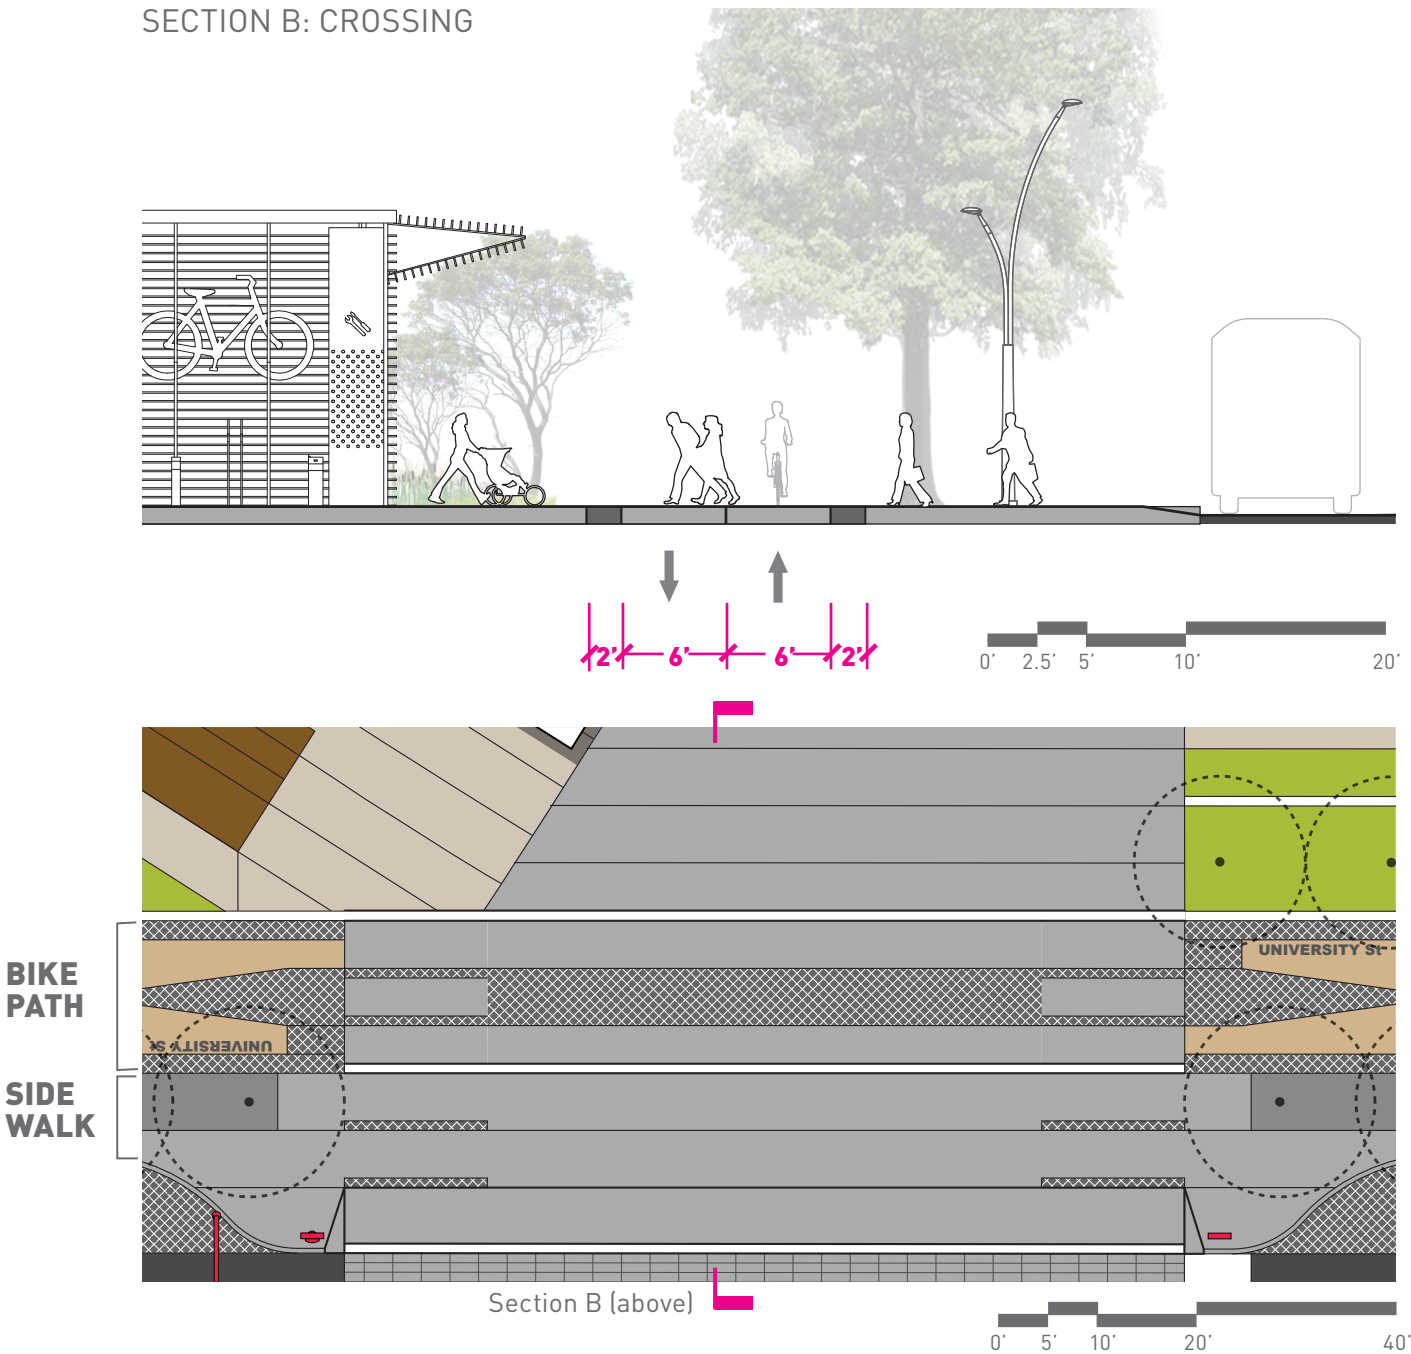 SECTION B: CROSSING
2' 6' 6' 2'
0' 2.5' 5' 10' 20'
BIKE
PATH
UNIVERSITY St
UNIVERSITY St
SIDE
WALK
Section B (above)
0' 5' 10' 20' 40'